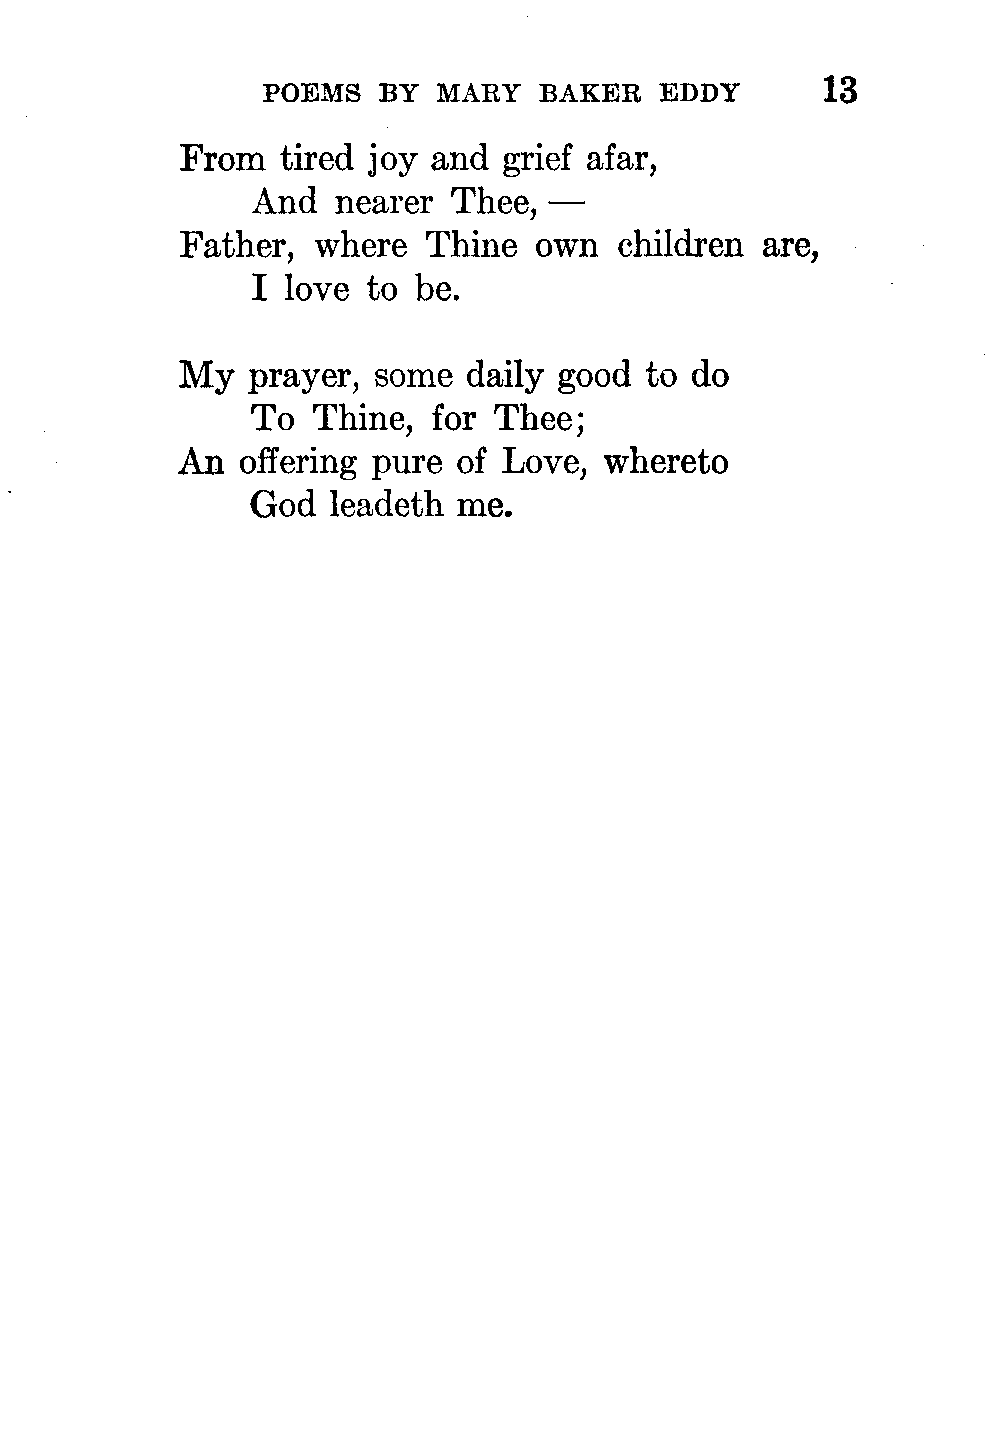 POEMS BY MARY BAKER EDDY 13
From tired joy and grief afar,
And nearer Thee, —
Father, where Thine own children are,
I love to be.
My prayer, some daily good to do
To Thine, for Thee;
An offering pure of Love, whereto
God leadeth me.